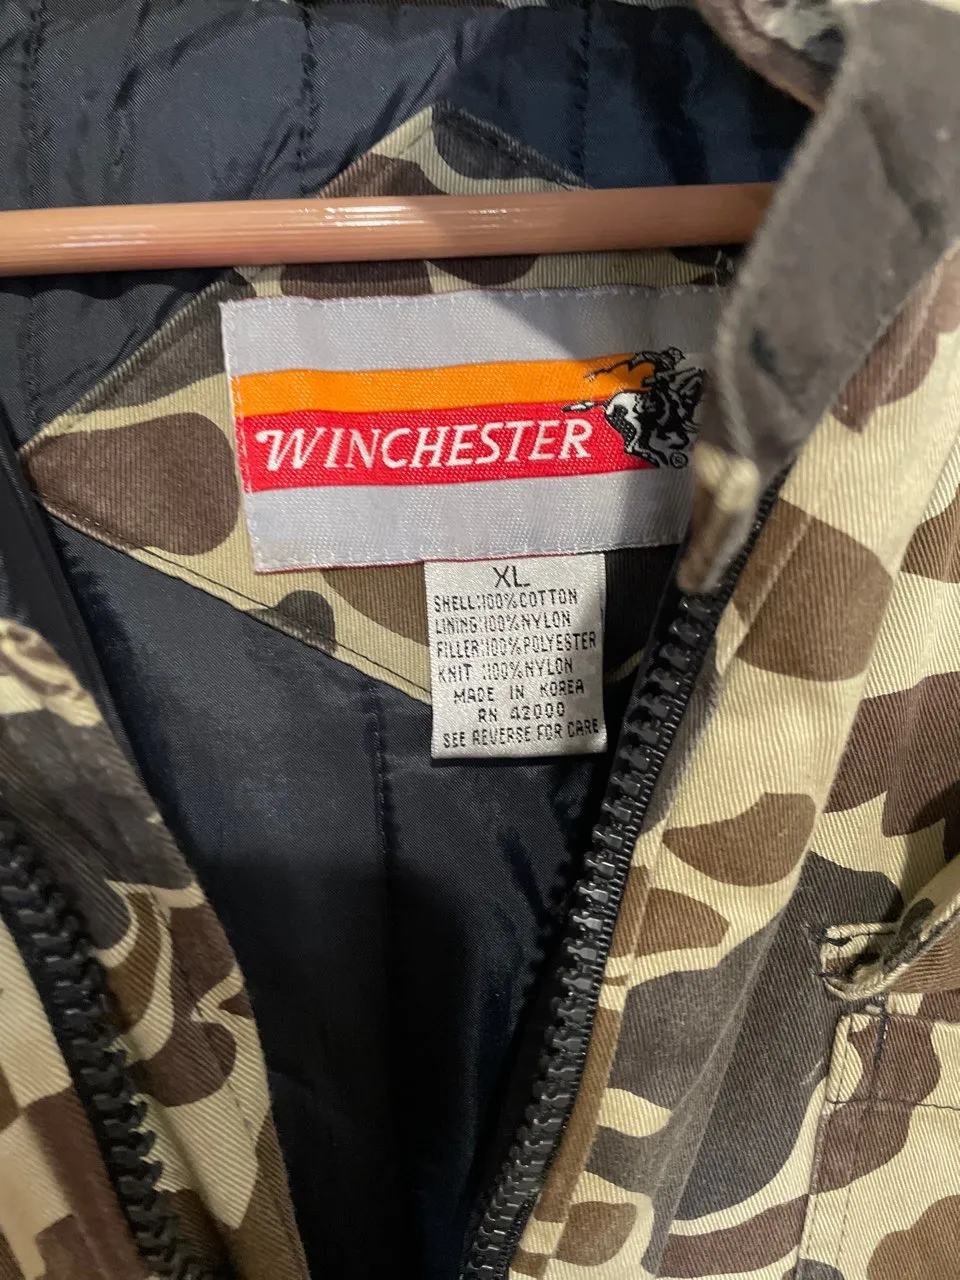 WINCHESTER
®
XL
SHELL:100%COTTON
LINING:100%NYLON
FILLER:100%POLYESTER
KNIT :100%NYLON
MADE IN KOREA
RN 42000
SEE REVERSE FOR CARE